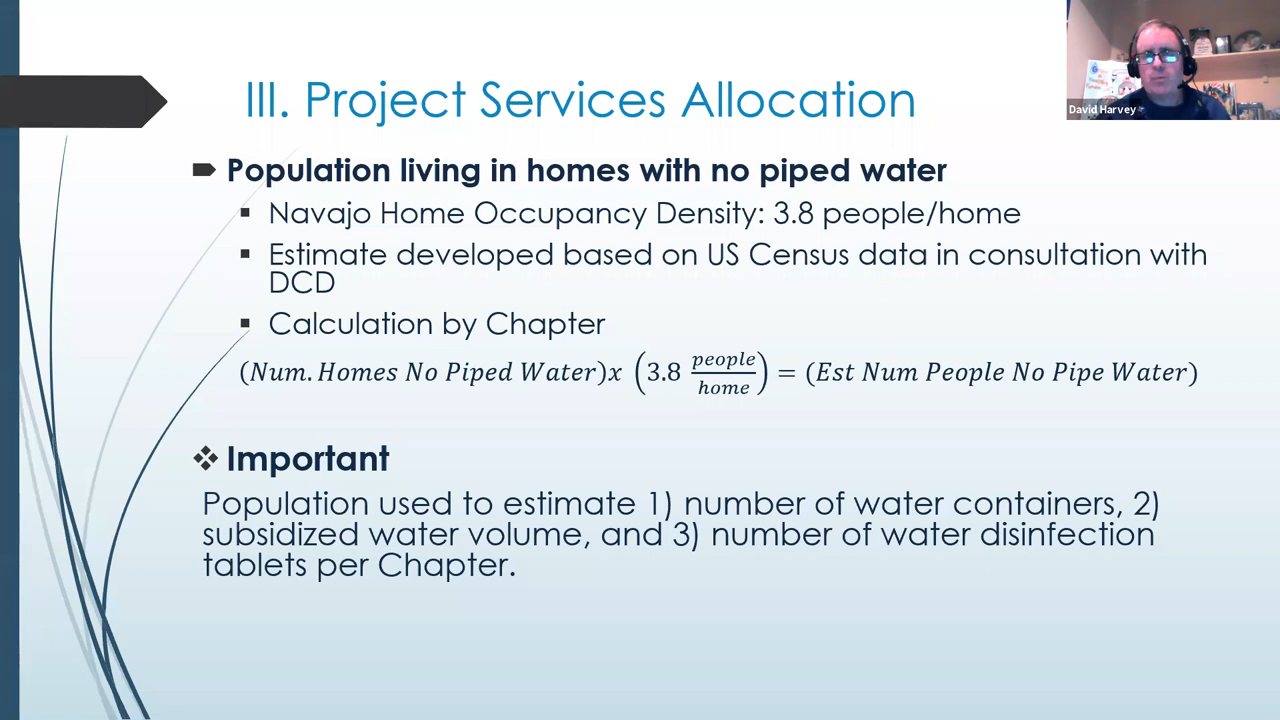 III. Project Services Allocation
David Harvey
Population living in homes with no piped water
Navajo Home Occupancy Density: 3.8 people/home
Estimate developed based on US Census data in consultation with
DCD
Calculation by Chapter
(Num. Homes No Piped Water)x (3.8 people/home) = (Est Num People No Pipe Water)
Important
Population used to estimate 1) number of water containers, 2)
subsidized water volume, and 3) number of water disinfection
tablets per Chapter.